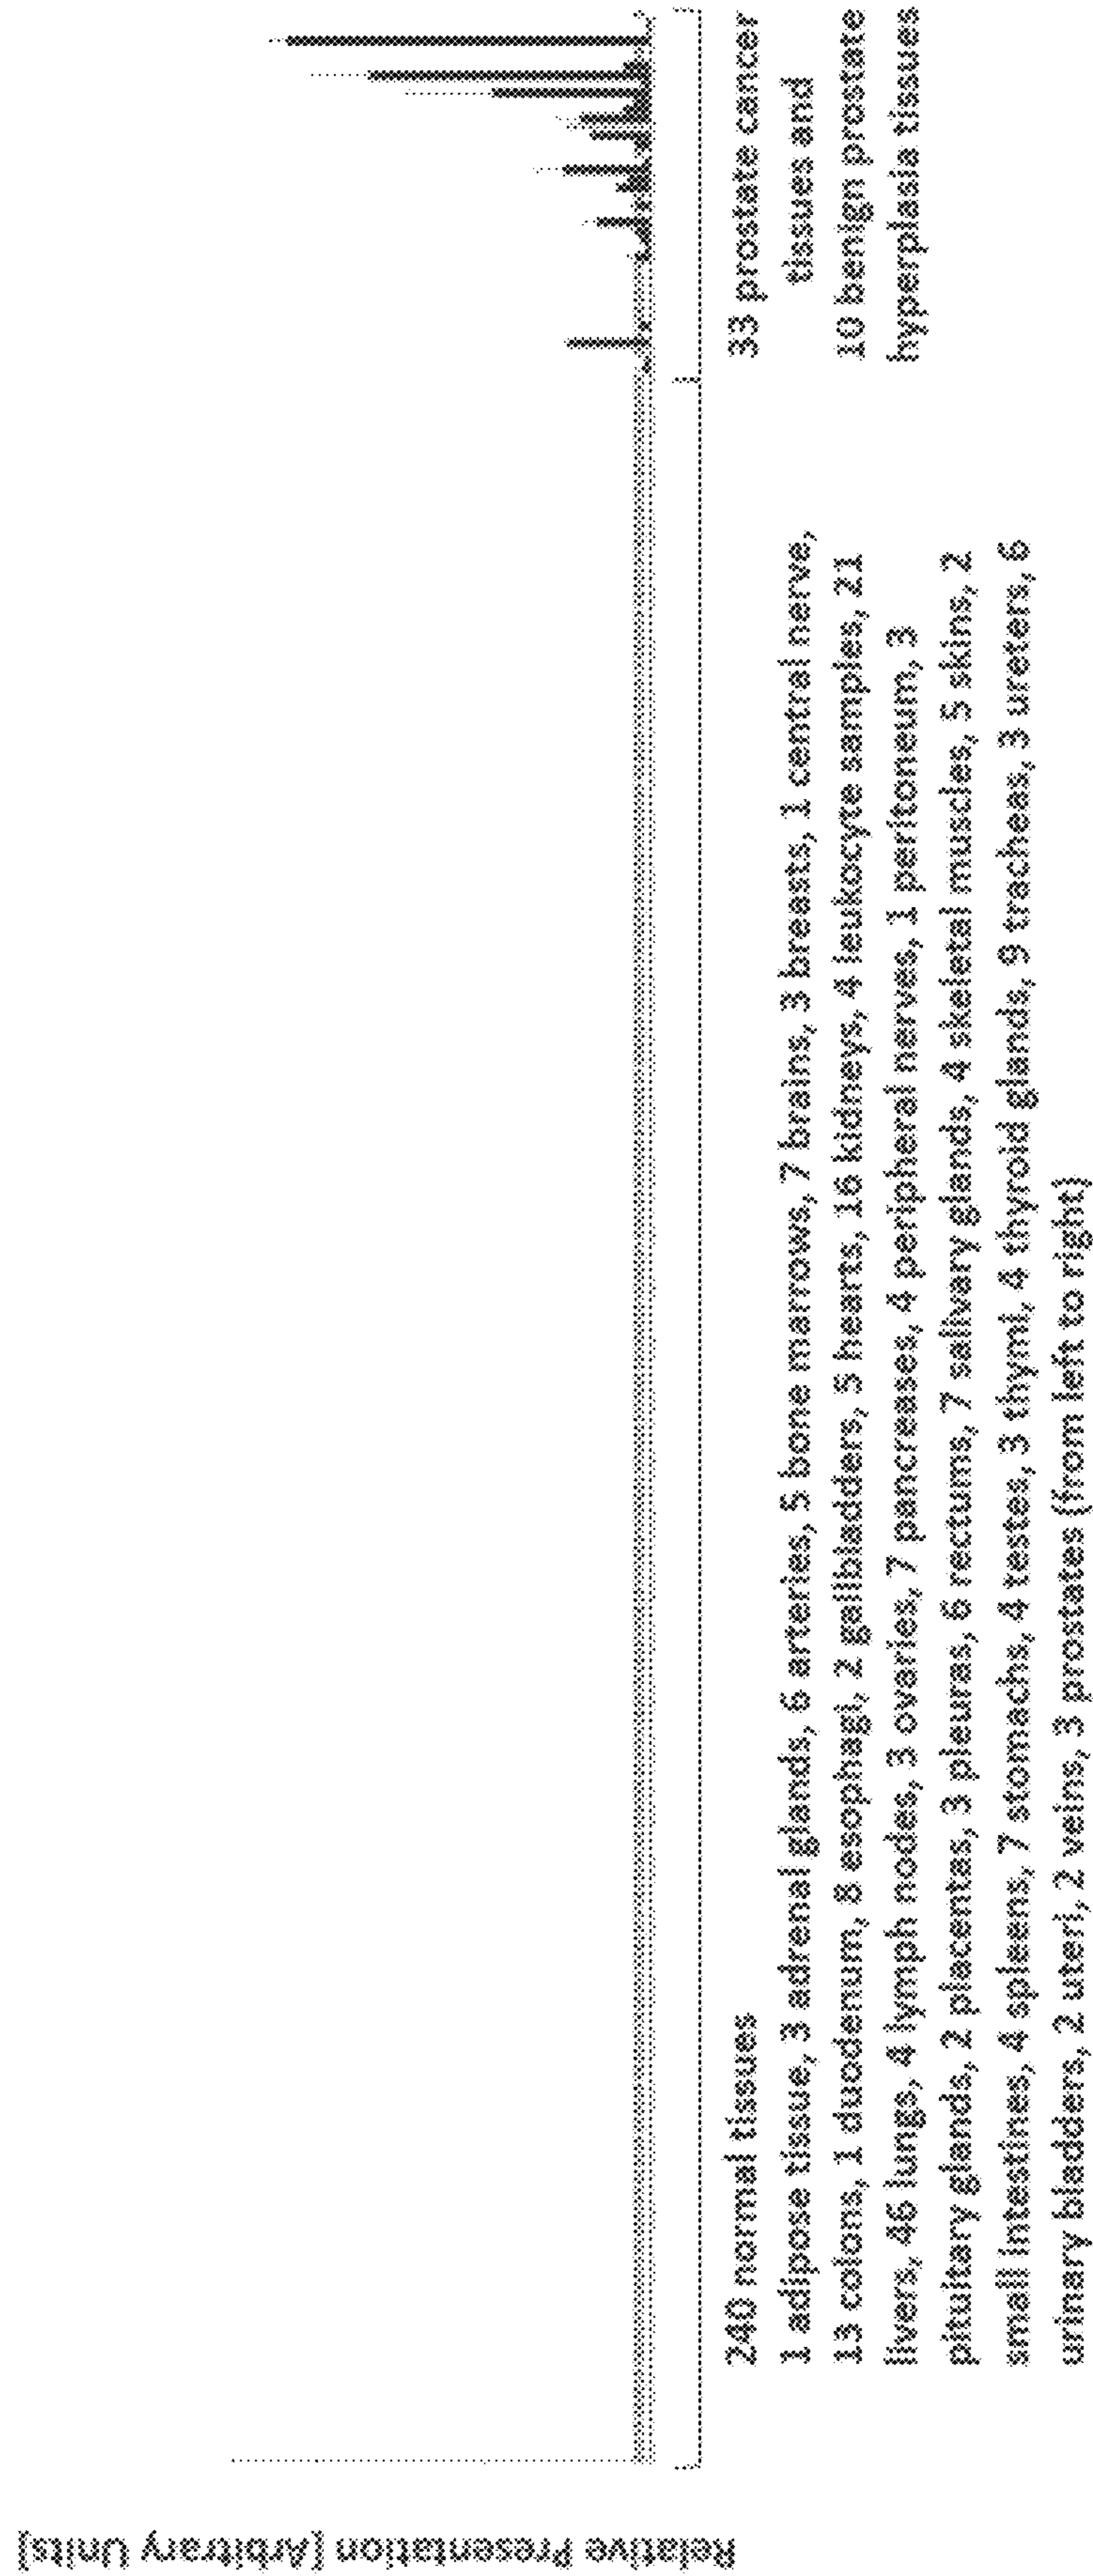 Relative Presentation [Arbitrary Units]
240 normal tissues
1 adipose tissue, 3 adrenal glands, 6 arteries, 5 bone marrows, 7 brains, 3 breasts, 1 central nerve,
13 colons, 1 duodenum, 8 esophagi, 2 gallbladders, 5 hearts, 16 kidneys, 4 leukocyte samples, 21
livers, 46 lungs, 4 lymph nodes, 3 ovaries, 7 pancreases, 4 peripheral nerves, 1 peritoneum, 3
pituitary glands, 2 placentas, 3 pleuras, 6 rectums, 7 salivary glands, 4 skeletal muscles, 5 skins, 2
small intestines, 4 spleens, 7 stomachs, 4 testes, 3 thymi, 4 thyroid glands, 9 tracheas, 3 ureters, 6
urinary bladders, 2 uteri, 2 veins, 3 prostates (from left to right)
33 prostate cancer
tissues and
10 benign prostate
hyperplasia tissues